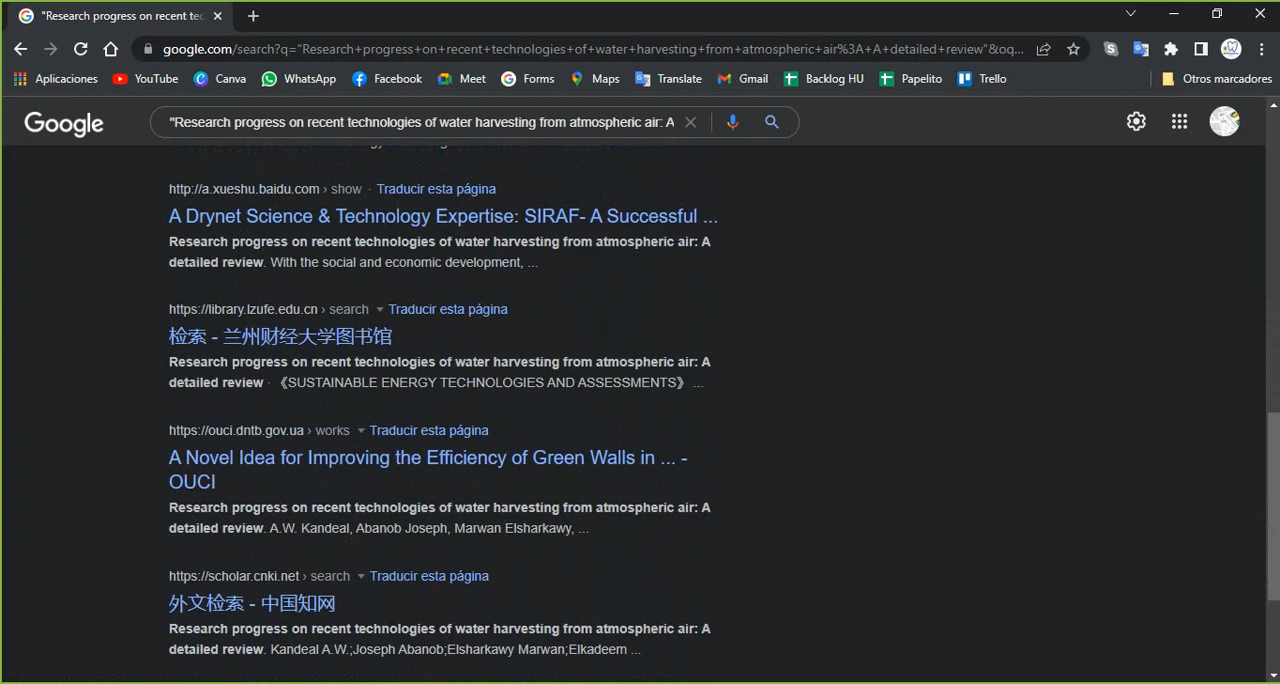 "Research progress on recent tec
google.com/search?q="Research+progress+on+recent+technologies+of+water+harvesting+from+atmospheric+air%3A+A+detailed+review"&oq...
Aplicaciones YouTube Canva WhatsApp Facebook Meet Forms Maps Translate Gmail Backlog HU Papelito Trello Otros marcadores
Google "Research progress on recent technologies of water harvesting from atmospheric air: A
http://a.xueshu.baidu.com › show · Traducir esta página
A Drynet Science & Technology Expertise: SIRAF- A Successful ...
Research progress on recent technologies of water harvesting from atmospheric air: A
detailed review. With the social and economic development, ...
https://library.lzufe.edu.cn › search Traducir esta página
检索 - 兰州财经大学图书馆
Research progress on recent technologies of water harvesting from atmospheric air: A
detailed review · 《SUSTAINABLE ENERGY TECHNOLOGIES AND ASSESSMENTS》 ...
https://ouci.dntb.gov.ua › works Traducir esta página
A Novel Idea for Improving the Efficiency of Green Walls in ... -
OUCI
Research progress on recent technologies of water harvesting from atmospheric air: A
detailed review. A.W. Kandeal, Abanob Joseph, Marwan Elsharkawy, ...
https://scholar.cnki.net › search Traducir esta página
外文检索 - 中国知网
Research progress on recent technologies of water harvesting from atmospheric air: A
detailed review. Kandeal A.W.;Joseph Abanob;Elsharkawy Marwan;Elkadeem ...